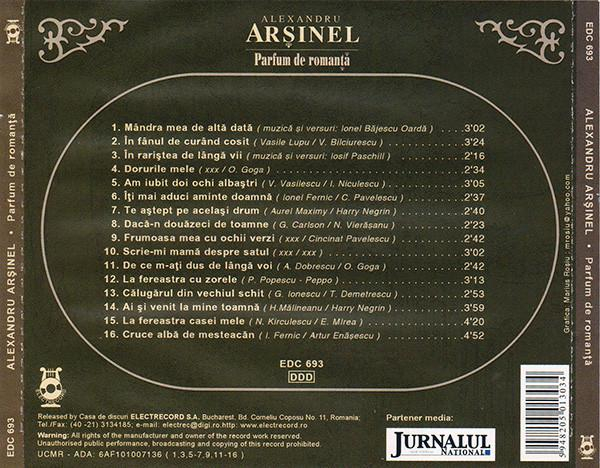 ALEXANDRU
ARȘINEL
Parfum de romanță
1. Mândra mea de altă dată ( muzică și versuri: Ionel Băjescu Oardă ) . . . . . .3'02
2. În fânul de curând cosit ( Vasile Lupu / V. Bilciurescu ) . . . . . . . . . .3'24
3. În rariștea de lângă vii ( muzică și versuri: Iosif Paschill ) . . . . . . . . . .2'16
4. Dorurile mele ( xxx / O. Goga ) . . . . . . . . . .2'34
5. Am iubit doi ochi albaștri ( V. Vasilescu / I. Niculescu ) . . . . . . . . . .3'05
6. Îți mai aduci aminte doamnă ( ionel Fernic / C. Pavelescu ) . . . . . . .2'37
7. Te aștept pe același drum ( Aurel Maximy / Harry Negrin ) . . . . . . .2'40
8. Dacă-n douăzeci de toamne ( G. Carlson / N. Vierășanu ) . . . . . . . .2'23
9. Frumoasa mea cu ochii verzi ( xxx / Cincinat Pavelescu ) . . . . . . . .2'42
10. Scrie-mi mamă despre satul ( xxx / xxx ) . . . . . . . . . .3'00
11. De ce m-ați dus de lângă voi ( A. Dobrescu / O. Goga ) . . . . . . . . . .2'42
12. La fereastra cu zorele ( P. Popescu - Peppo ) . . . . . . . . . .3'13
13. Călugărul din vechiul schit ( G. Ionescu / T. Demetrescu ) . . . . . . . .2'53
14. Ai și venit la mine toamnă ( H.Mălineanu / Harry Negrin ) . . . . . . . .3'59
15. La fereastra casei mele ( N. Kirculescu / E. Mîrea ) . . . . . . . . . .4'20
16. Cruce albă de mesteacăn ( I. Fernic / Artur Enășescu ) . . . . . . . . . .4'52
EDC 693
DDD
Released by Casa de discuri ELECTRECORD S.A., Bucharest, Bd. Corneliu Coposu No. 11, Romania;
Tel./Fax: (40 -21) 3134185; e-mail: electrec@digi.ro; http: www.electrecord.ro
Warning: All rights of the manufacturer and owner of the record work reserved.
Unauthorised public performance, broadcasting and copying of this record prohibited.
UCMR - ADA: 6AF101007136 ( 1,3,5-7,9,11-16 )
Partener media:
JURNALUL
NAȚIONAL
5948205013034
Grafica : Marius Roșiu ; mrosiu@yahoo.com
EDC 693
ALEXANDRU ARȘINEL • Parfum de romanță
EDC 693
ALEXANDRU ARȘINEL • Parfum de romanță